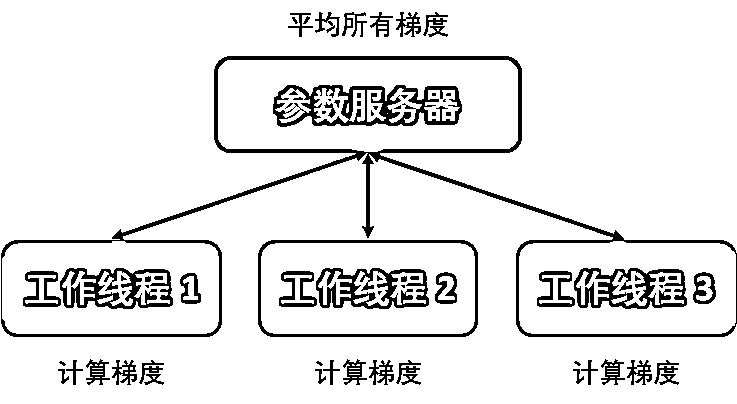 平均所有梯度
参数服务器
工作线程 1
工作线程 2
工作线程 3
计算梯度
计算梯度
计算梯度